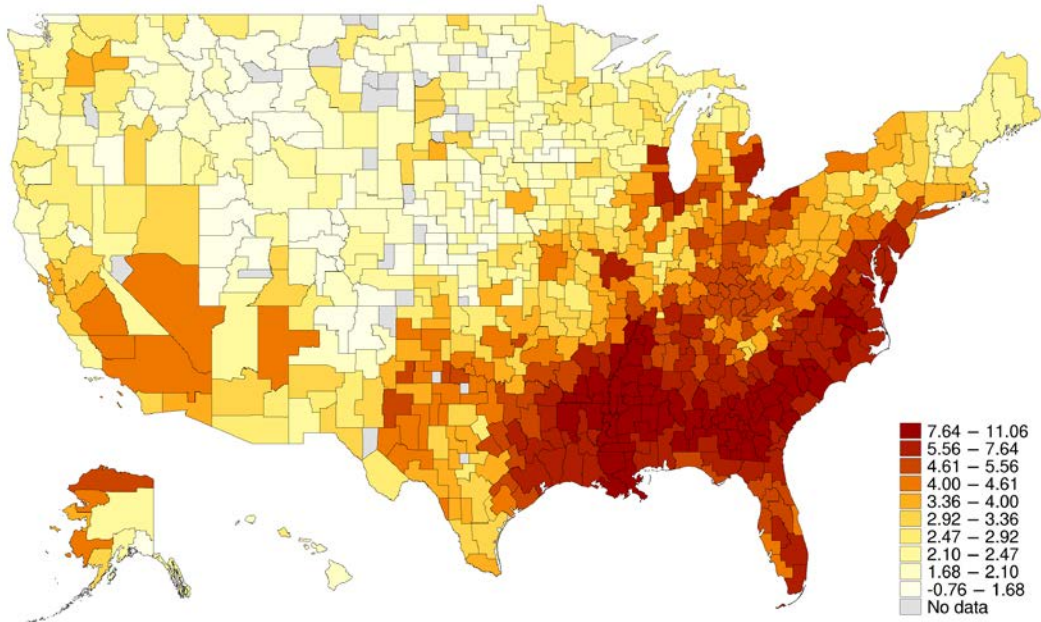 7.64 – 11.06
5.56 – 7.64
4.61 – 5.56
4.00 – 4.61
3.36 – 4.00
2.92 – 3.36
2.47 – 2.92
2.10 – 2.47
1.68 – 2.10
-0.76 – 1.68
No data